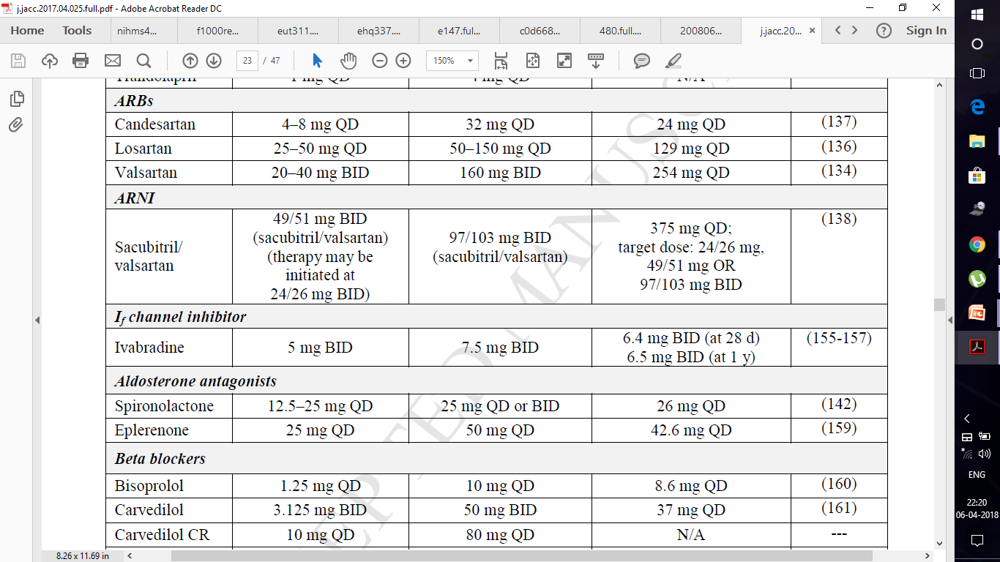 j.jacc.2017.04.025.full.pdf - Adobe Acrobat Reader DC
Home Tools nihms4... f1000re... eut311.... ehq337.... e147.ful... c0d668... 480.full.... 200806... j.jacc.20... × Sign In
23 / 47 150%
Trandolapril 1 mg QD 4 mg QD N/A
ARBs
Candesartan 4–8 mg QD 32 mg QD 24 mg QD (137)
Losartan 25–50 mg QD 50–150 mg QD 129 mg QD (136)
Valsartan 20–40 mg BID 160 mg BID 254 mg QD (134)
ARNI
Sacubitril/
valsartan
49/51 mg BID
(sacubitril/valsartan)
(therapy may be
initiated at
24/26 mg BID)
97/103 mg BID
(sacubitril/valsartan)
375 mg QD;
target dose: 24/26 mg,
49/51 mg OR
97/103 mg BID
(138)
If channel inhibitor
Ivabradine 5 mg BID 7.5 mg BID
6.4 mg BID (at 28 d)
6.5 mg BID (at 1 y)
(155-157)
Aldosterone antagonists
Spironolactone 12.5–25 mg QD 25 mg QD or BID 26 mg QD (142)
Eplerenone 25 mg QD 50 mg QD 42.6 mg QD (159)
Beta blockers
Bisoprolol 1.25 mg QD 10 mg QD 8.6 mg QD (160)
Carvedilol 3.125 mg BID 50 mg BID 37 mg QD (161)
Carvedilol CR 10 mg QD 80 mg QD N/A ---
8.26 x 11.69 in
ENG
22:20
06-04-2018